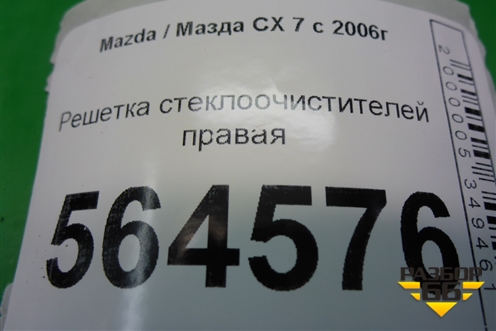 Mazda / Мазда CX 7 с 2006г
Решетка стеклоочистителей
правая
564576
2000005349461
РАЗБОР
66